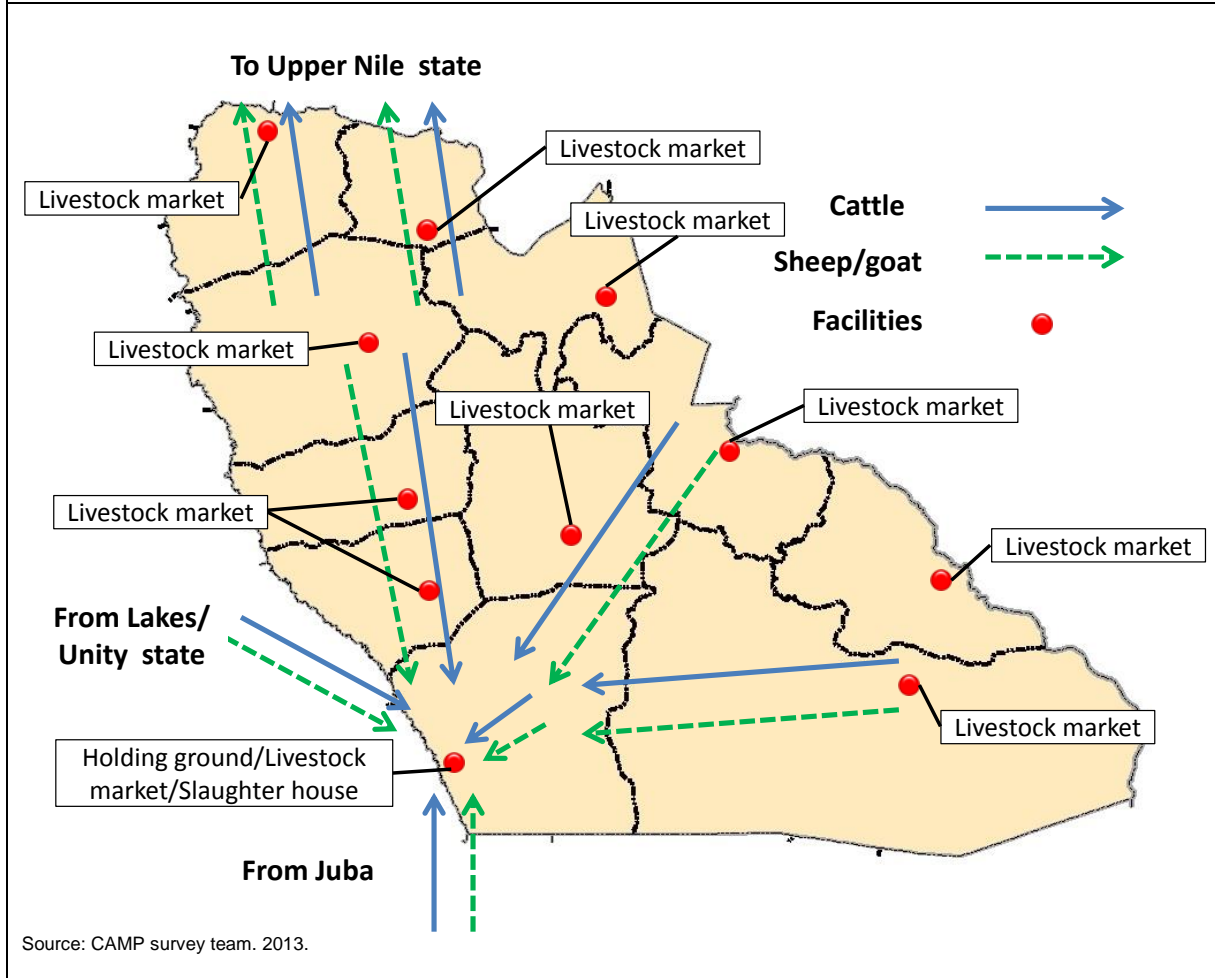 To Upper Nile state
Livestock market
Livestock market
Livestock market
Cattle
Sheep/goat
Facilities
Livestock market
Livestock market
Livestock market
Livestock market
Livestock market
From Lakes/
Unity state
Livestock market
Holding ground/Livestock
market/Slaughter house
From Juba
Source: CAMP survey team. 2013.